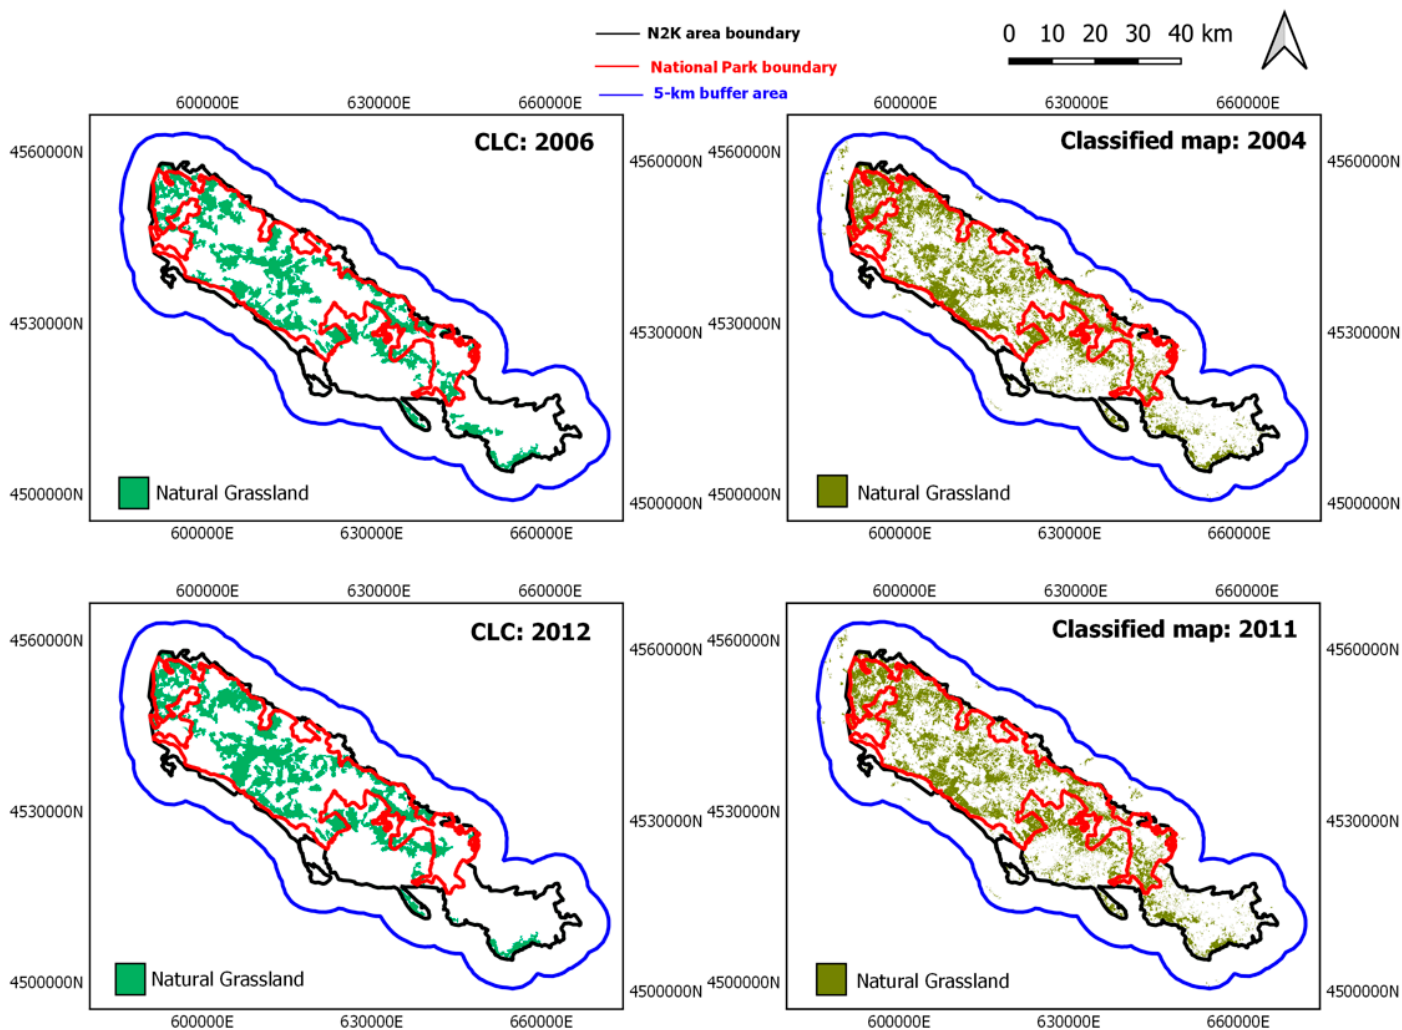 N2K area boundary
National Park boundary
5-km buffer area
0 10 20 30 40 km
600000E 630000E 660000E
4560000N
4530000N
4500000N
CLC: 2006
Natural Grassland
600000E 630000E 660000E
4560000N
4530000N
4500000N
600000E 630000E 660000E
4560000N
4530000N
4500000N
Classified map: 2004
Natural Grassland
600000E 630000E 660000E
4560000N
4530000N
4500000N
600000E 630000E 660000E
4560000N
4530000N
4500000N
CLC: 2012
Natural Grassland
600000E 630000E 660000E
4560000N
4530000N
4500000N
600000E 630000E 660000E
4560000N
4530000N
4500000N
Classified map: 2011
Natural Grassland
600000E 630000E 660000E
4560000N
4530000N
4500000N